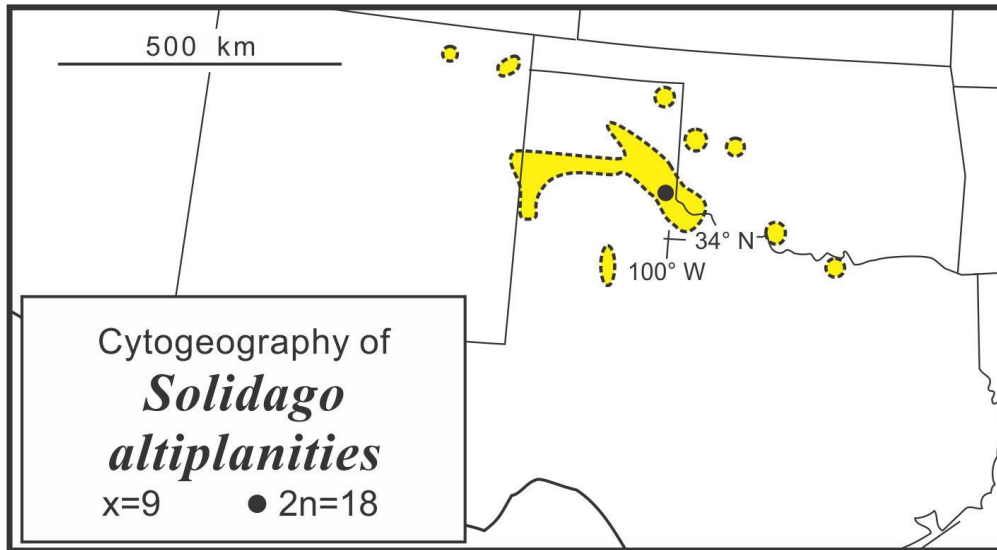 500 km
34° N
100° W
Cytogeography of
Solidago
altiplanities
x=9 ● 2n=18